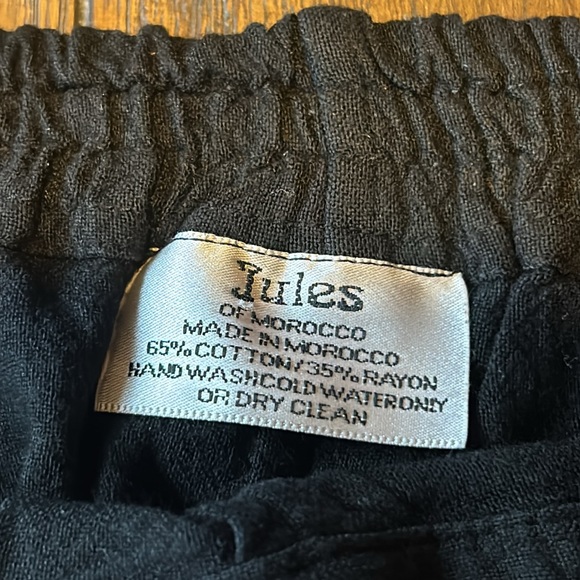 Jules
OF MOROCCO
MADE IN MOROCCO
65% COTTON/35% RAYON
HAND WASH COLD WATER ONLY
OR DRY CLEAN